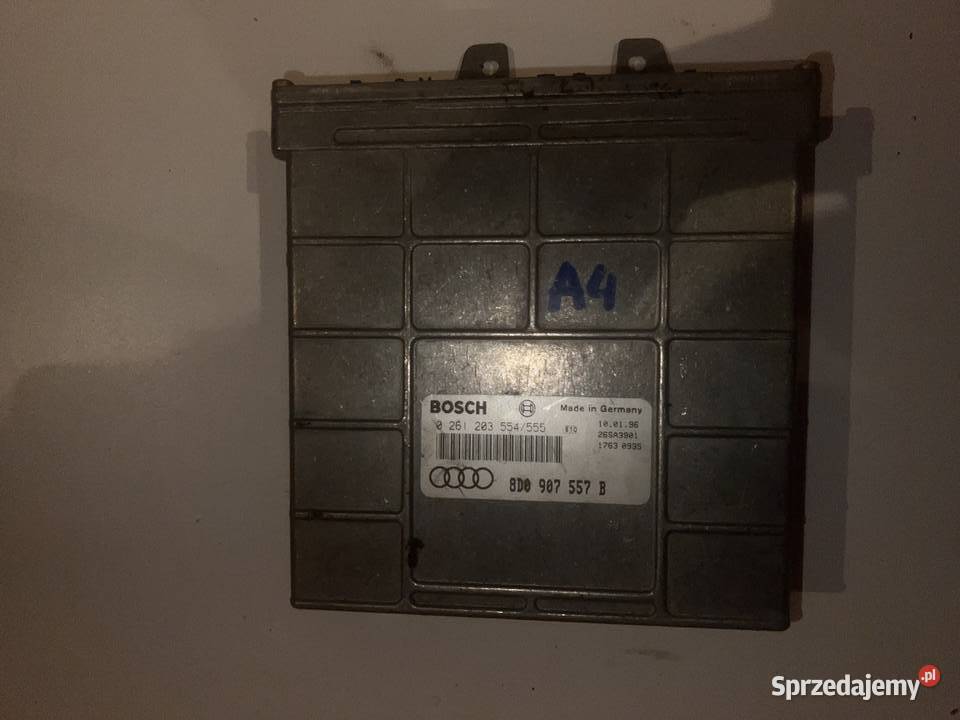 A4
BOSCH
Made in Germany
0 261 203 554/555
10.01.96
26SA3901
1763 0995
8D0 907 557 B
Sprzedajemy.pl